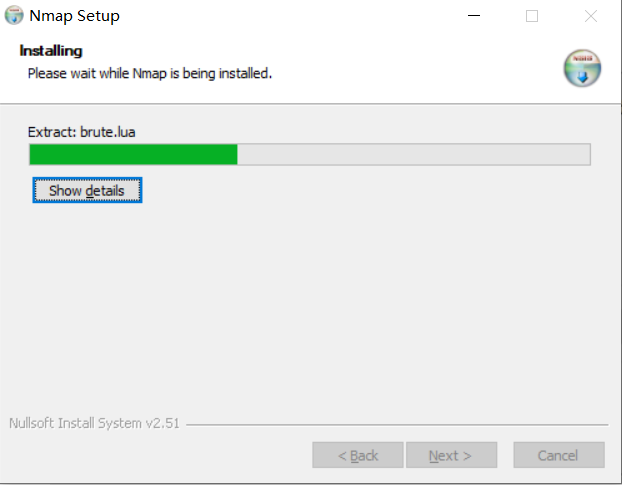 Nmap Setup
Installing
Please wait while Nmap is being installed.
Extract: brute.lua
Show details
Nullsoft Install System v2.51
< Back
Next >
Cancel